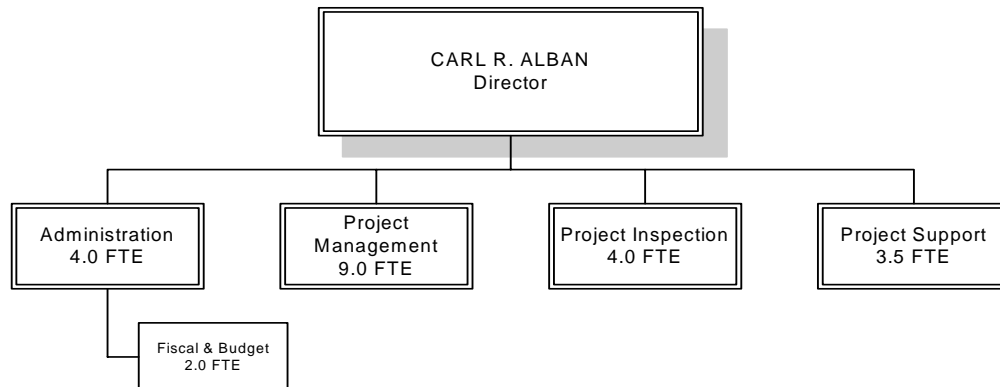 CARL R. ALBAN
Director
Administration
4.0 FTE
Project
Management
9.0 FTE
Project Inspection
4.0 FTE
Project Support
3.5 FTE
Fiscal & Budget
2.0 FTE